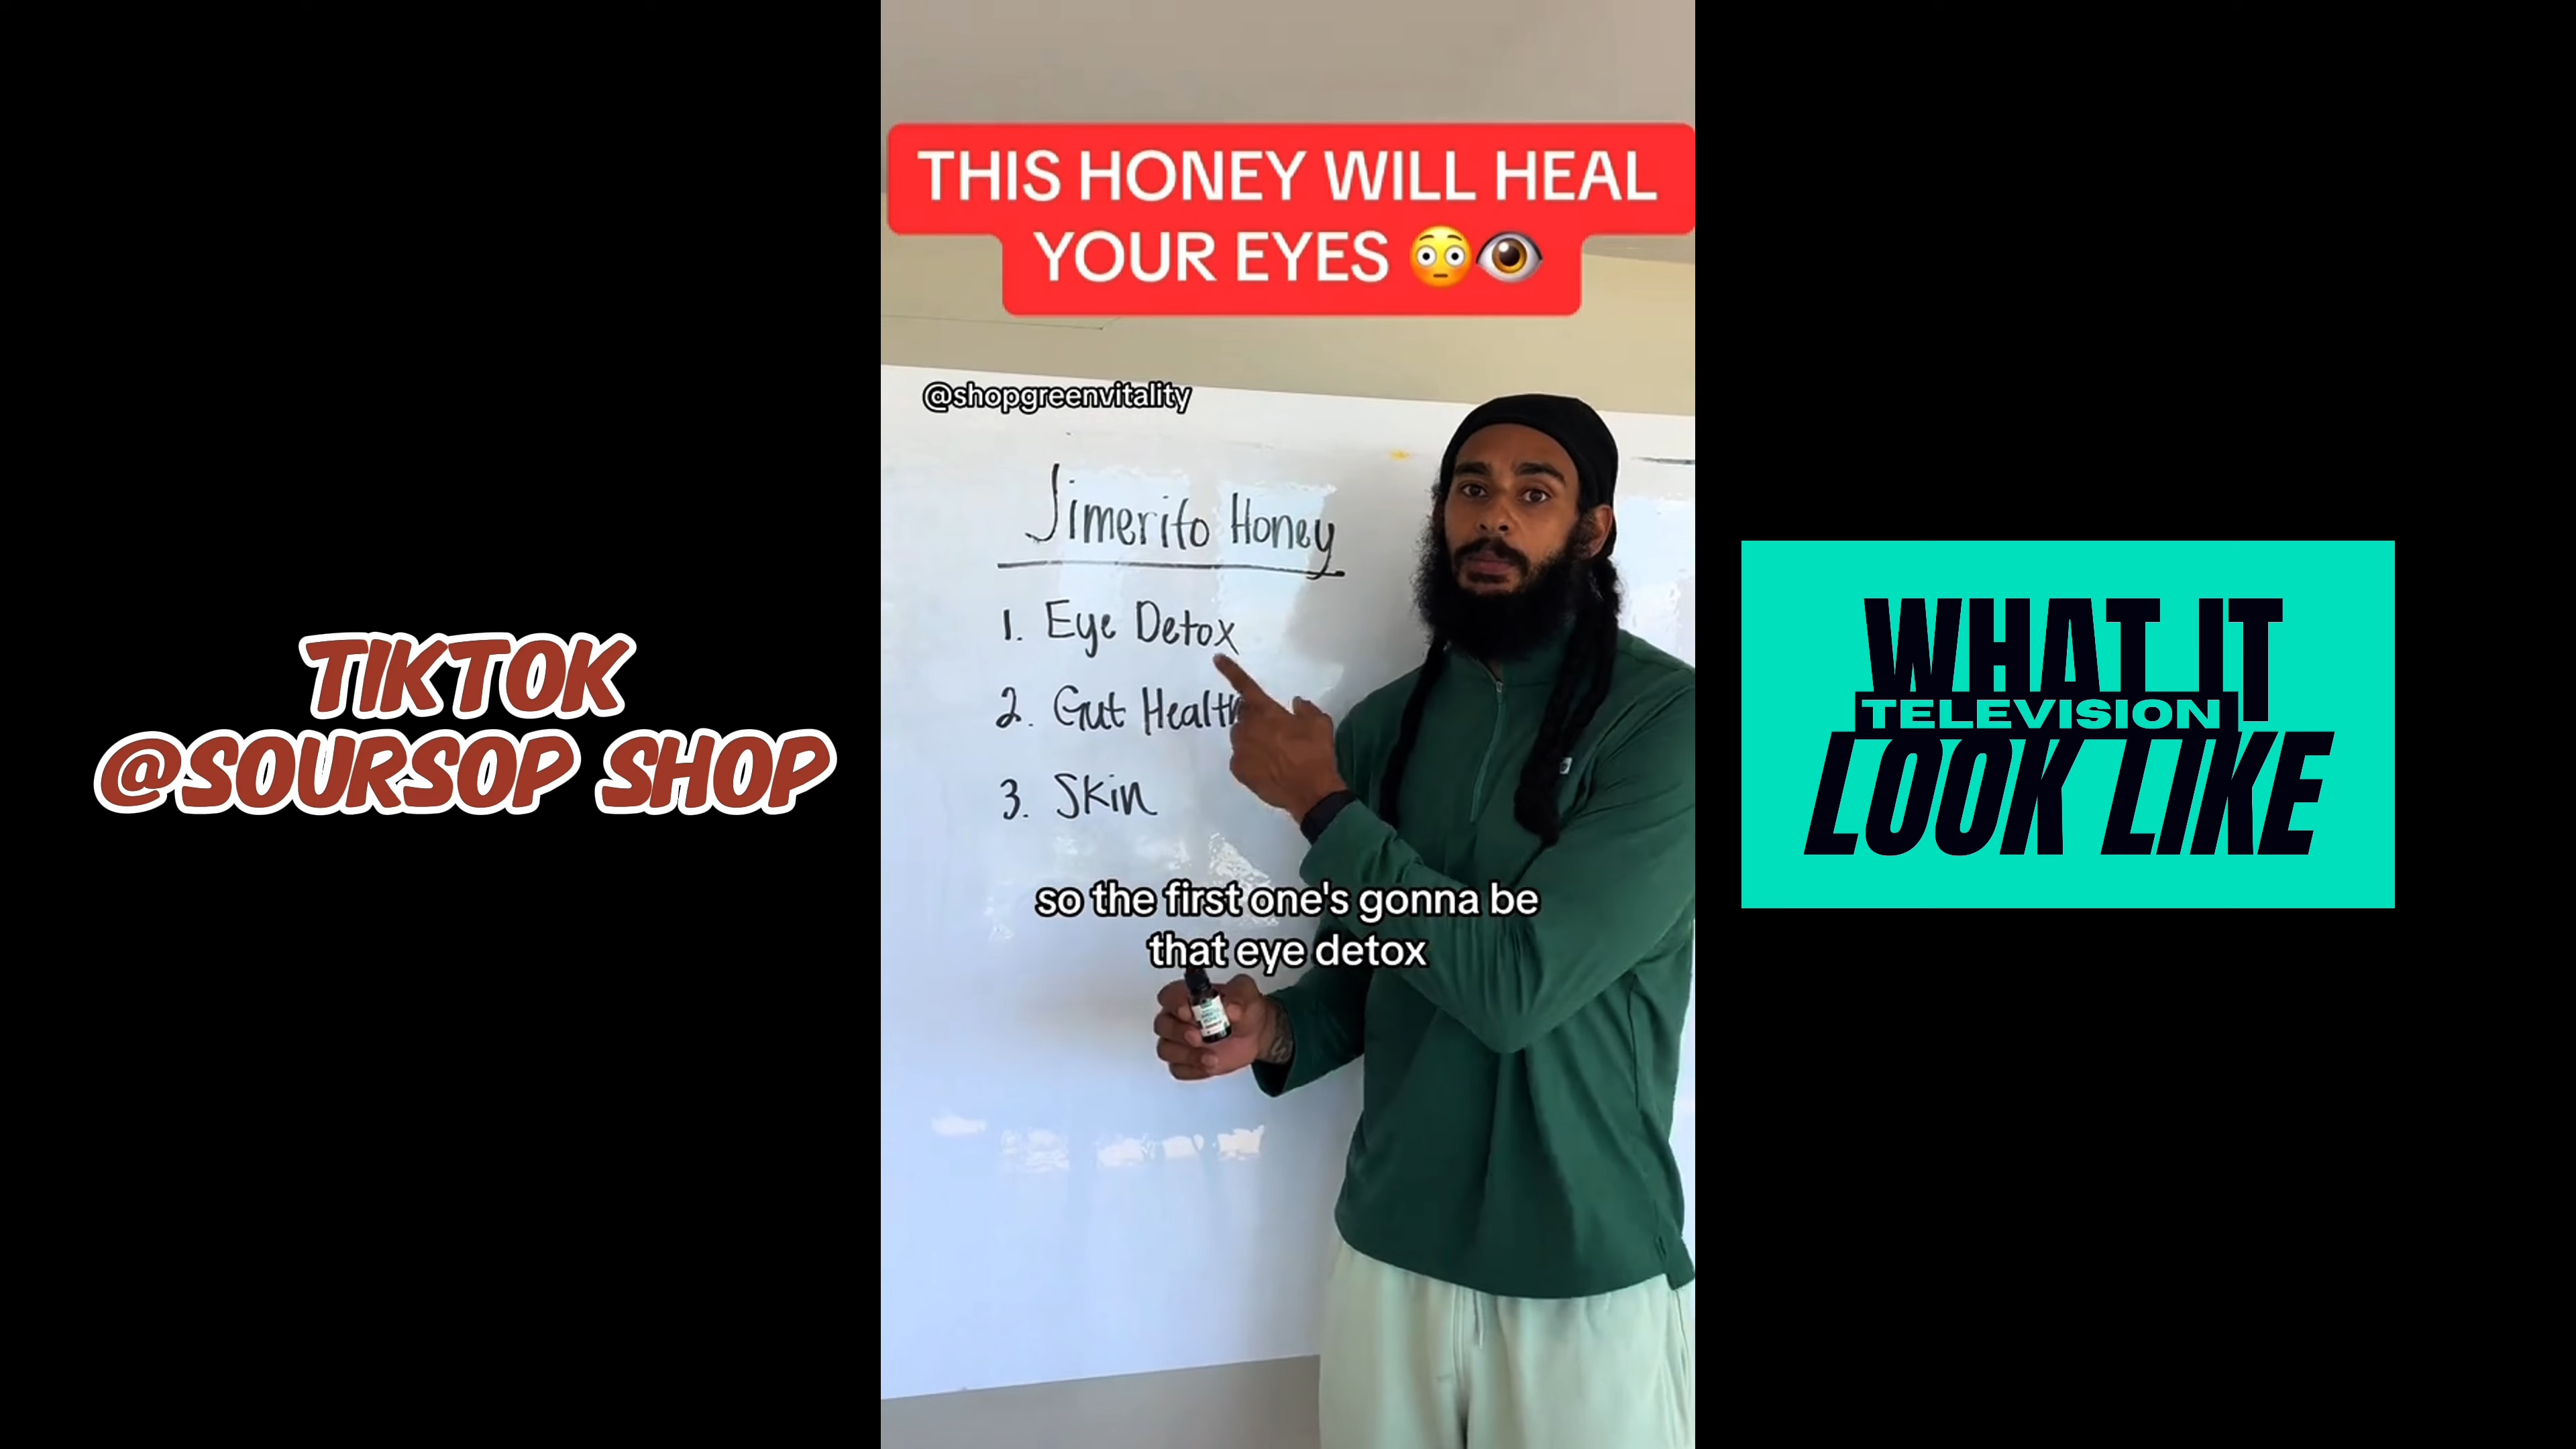 THIS HONEY WILL HEAL
YOUR EYES 😳👁
@shopgreenvitality
Jimerito Honey
1. Eye Detox
2. Gut Health
3. Skin
so the first one's gonna be
that eye detox
TIKTOK
@SOURSOP SHOP
WHAT IT
TELEVISION
LOOK LIKE